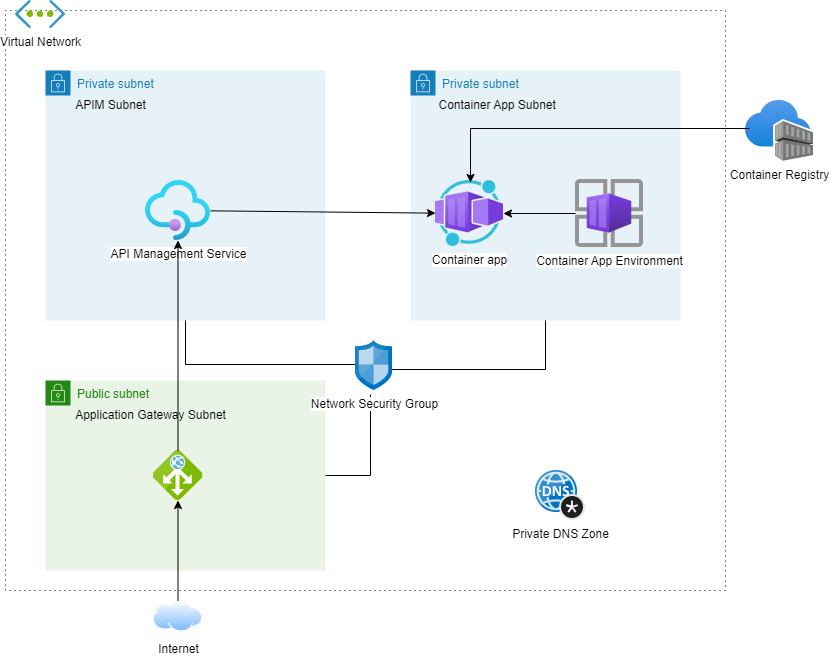 Virtual Network
Private subnet
APIM Subnet
Private subnet
Container App Subnet
Container Registry
API Management Service
Container app
Container App Environment
Network Security Group
Public subnet
Application Gateway Subnet
DNS
Private DNS Zone
Internet